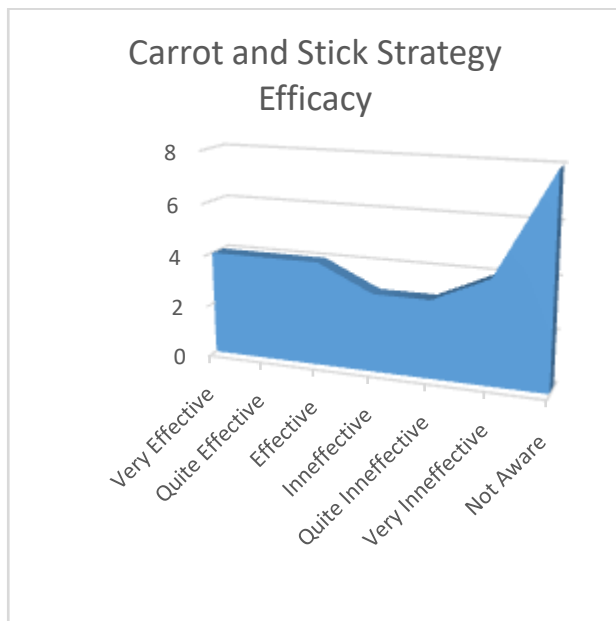 Carrot and Stick Strategy
Efficacy
8
6
4
2
0
Very Effective
Quite Effective
Effective
Inneffective
Quite Inneffective
Very Inneffective
Not Aware